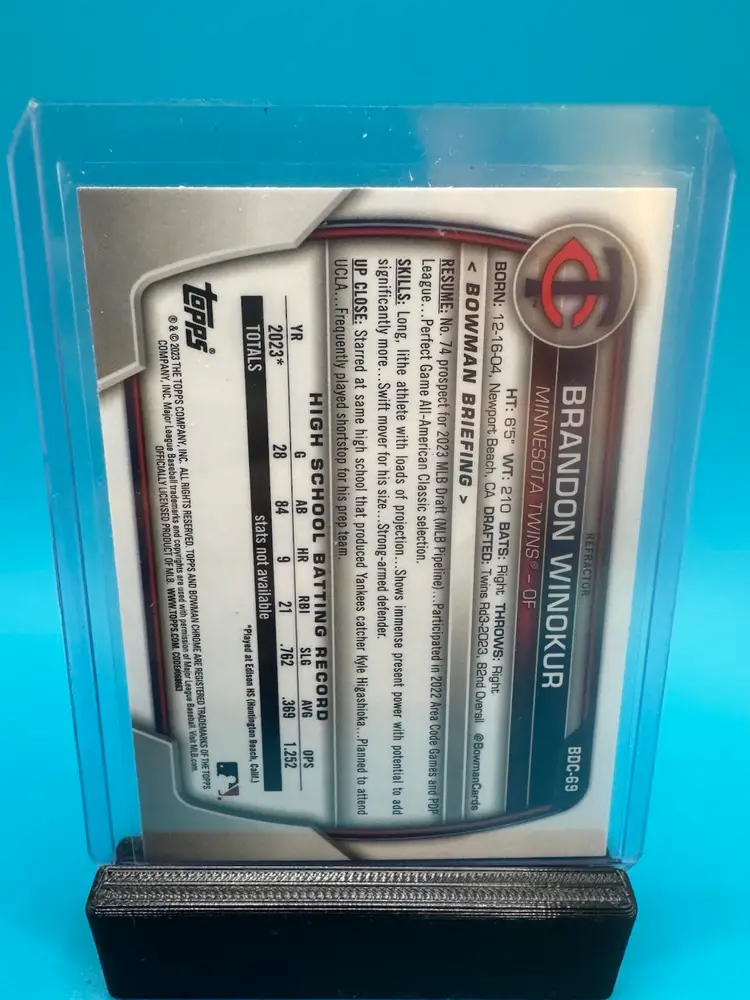 REFRACTOR
BDC-69
TC
BRANDON WINOKUR
MINNESOTA TWINS® – OF
HT: 6'5" WT: 210 BATS: Right THROWS: Right
BORN: 12-16-04, Newport Beach, CA DRAFTED: Twins Rd3-2023, 82nd Overall @BowmanCards
< BOWMAN BRIEFING >
RESUME: No. 74 prospect for 2023 MLB Draft (MLB Pipeline)...Participated in 2022 Area Code Games and PDP
League...Perfect Game All-American Classic selection.
SKILLS: Long, lithe athlete with loads of projection...Shows immense present power with potential to add
significantly more...Swift mover for his size...Strong-armed defender.
UP CLOSE: Starred at same high school that produced Yankees catcher Kyle Higashioka...Planned to attend
UCLA...Frequently played shortstop for his prep team.
HIGH SCHOOL BATTING RECORD
YR G AB HR RBI SLG AVG OPS
2023* 28 84 9 21 .762 .369 1.252
TOTALS stats not available
*Played at Edison HS (Huntington Beach, Calif.)
topps®
® & © 2023 THE TOPPS COMPANY, INC. ALL RIGHTS RESERVED. TOPPS AND BOWMAN CHROME ARE REGISTERED TRADEMARKS OF THE TOPPS
COMPANY, INC. Major League Baseball trademarks and copyrights are used with permission of Major League Baseball. Visit MLB.com.
OFFICIALLY LICENSED PRODUCT OF MLB. WWW.TOPPS.COM. CODE#